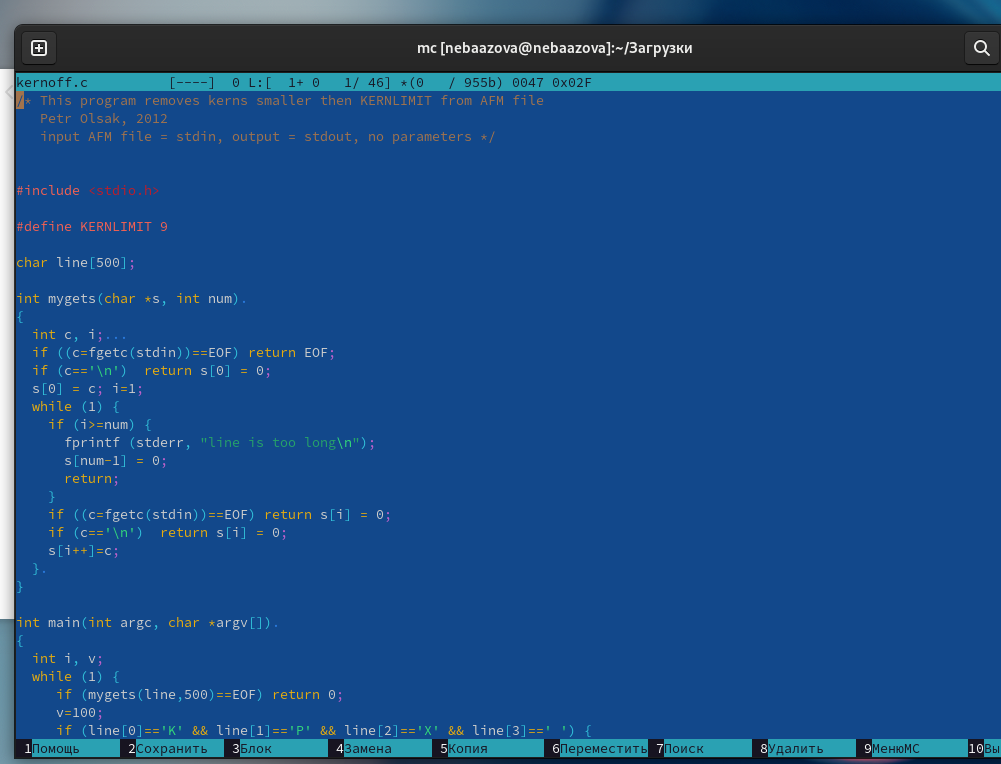 mc [nebaazova@nebaazova]:~/Загрузки
kernoff.c          [----]  0 L:[  1+ 0   1/ 46] *(0   / 955b) 0047 0x02F
/* This program removes kerns smaller then KERNLIMIT from AFM file
   Petr Olsak, 2012
   input AFM file = stdin, output = stdout, no parameters */
#include <stdio.h>
#define KERNLIMIT 9
char line[500];
int mygets(char *s, int num).
{
  int c, i;...
  if ((c=fgetc(stdin))==EOF) return EOF;
  if (c=='\n')  return s[0] = 0;
  s[0] = c; i=1;
  while (1) {
    if (i>=num) {
      fprintf (stderr, "line is too long\n");
      s[num-1] = 0;
      return;
    }
    if ((c=fgetc(stdin))==EOF) return s[i] = 0;
    if (c=='\n')  return s[i] = 0;
    s[i++]=c;
  }.
}
int main(int argc, char *argv[]).
{
  int i, v;
  while (1) {
     if (mygets(line,500)==EOF) return 0;
     v=100;
     if (line[0]=='K' && line[1]=='P' && line[2]=='X' && line[3]==' ') {
1Помощь 2Сохранить 3Блок 4Замена 5Копия 6Переместить 7Поиск 8Удалить 9МенюМС 10Вы